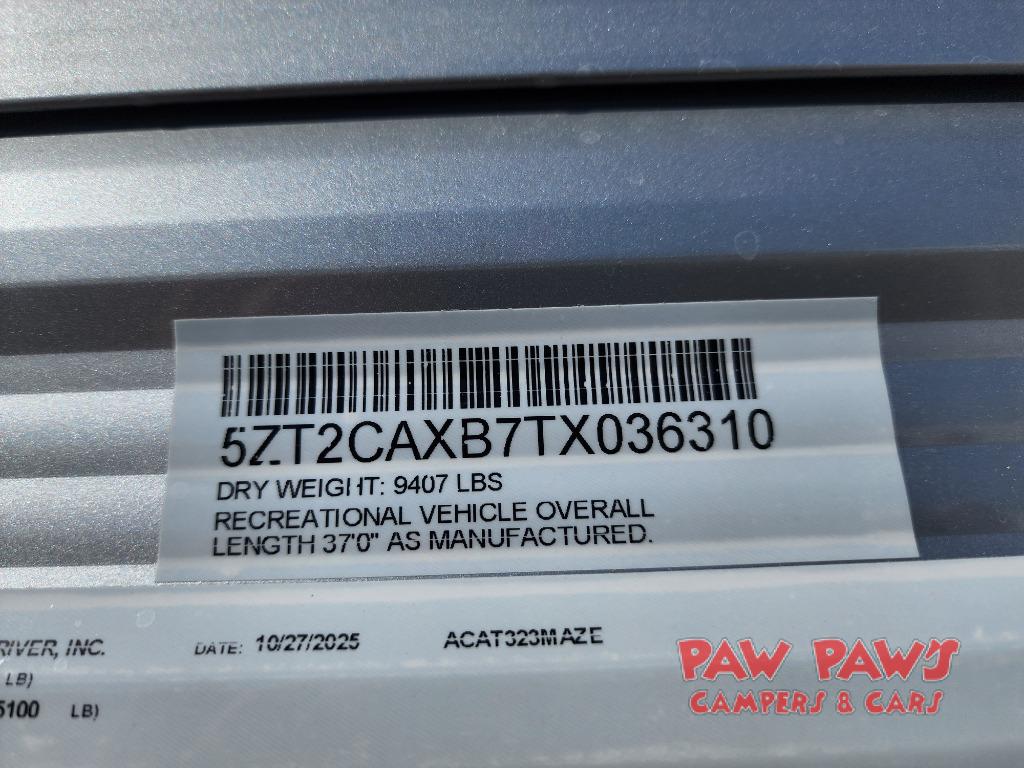 5ZT2CAXB7TX036310
DRY WEIGHT: 9407 LBS
RECREATIONAL VEHICLE OVERALL
LENGTH 37'0" AS MANUFACTURED.
RIVER, INC. DATE: 10/27/2025 ACAT323MAZE
LB)
5100 LB)
PAW PAW'S
CAMPERS & CARS